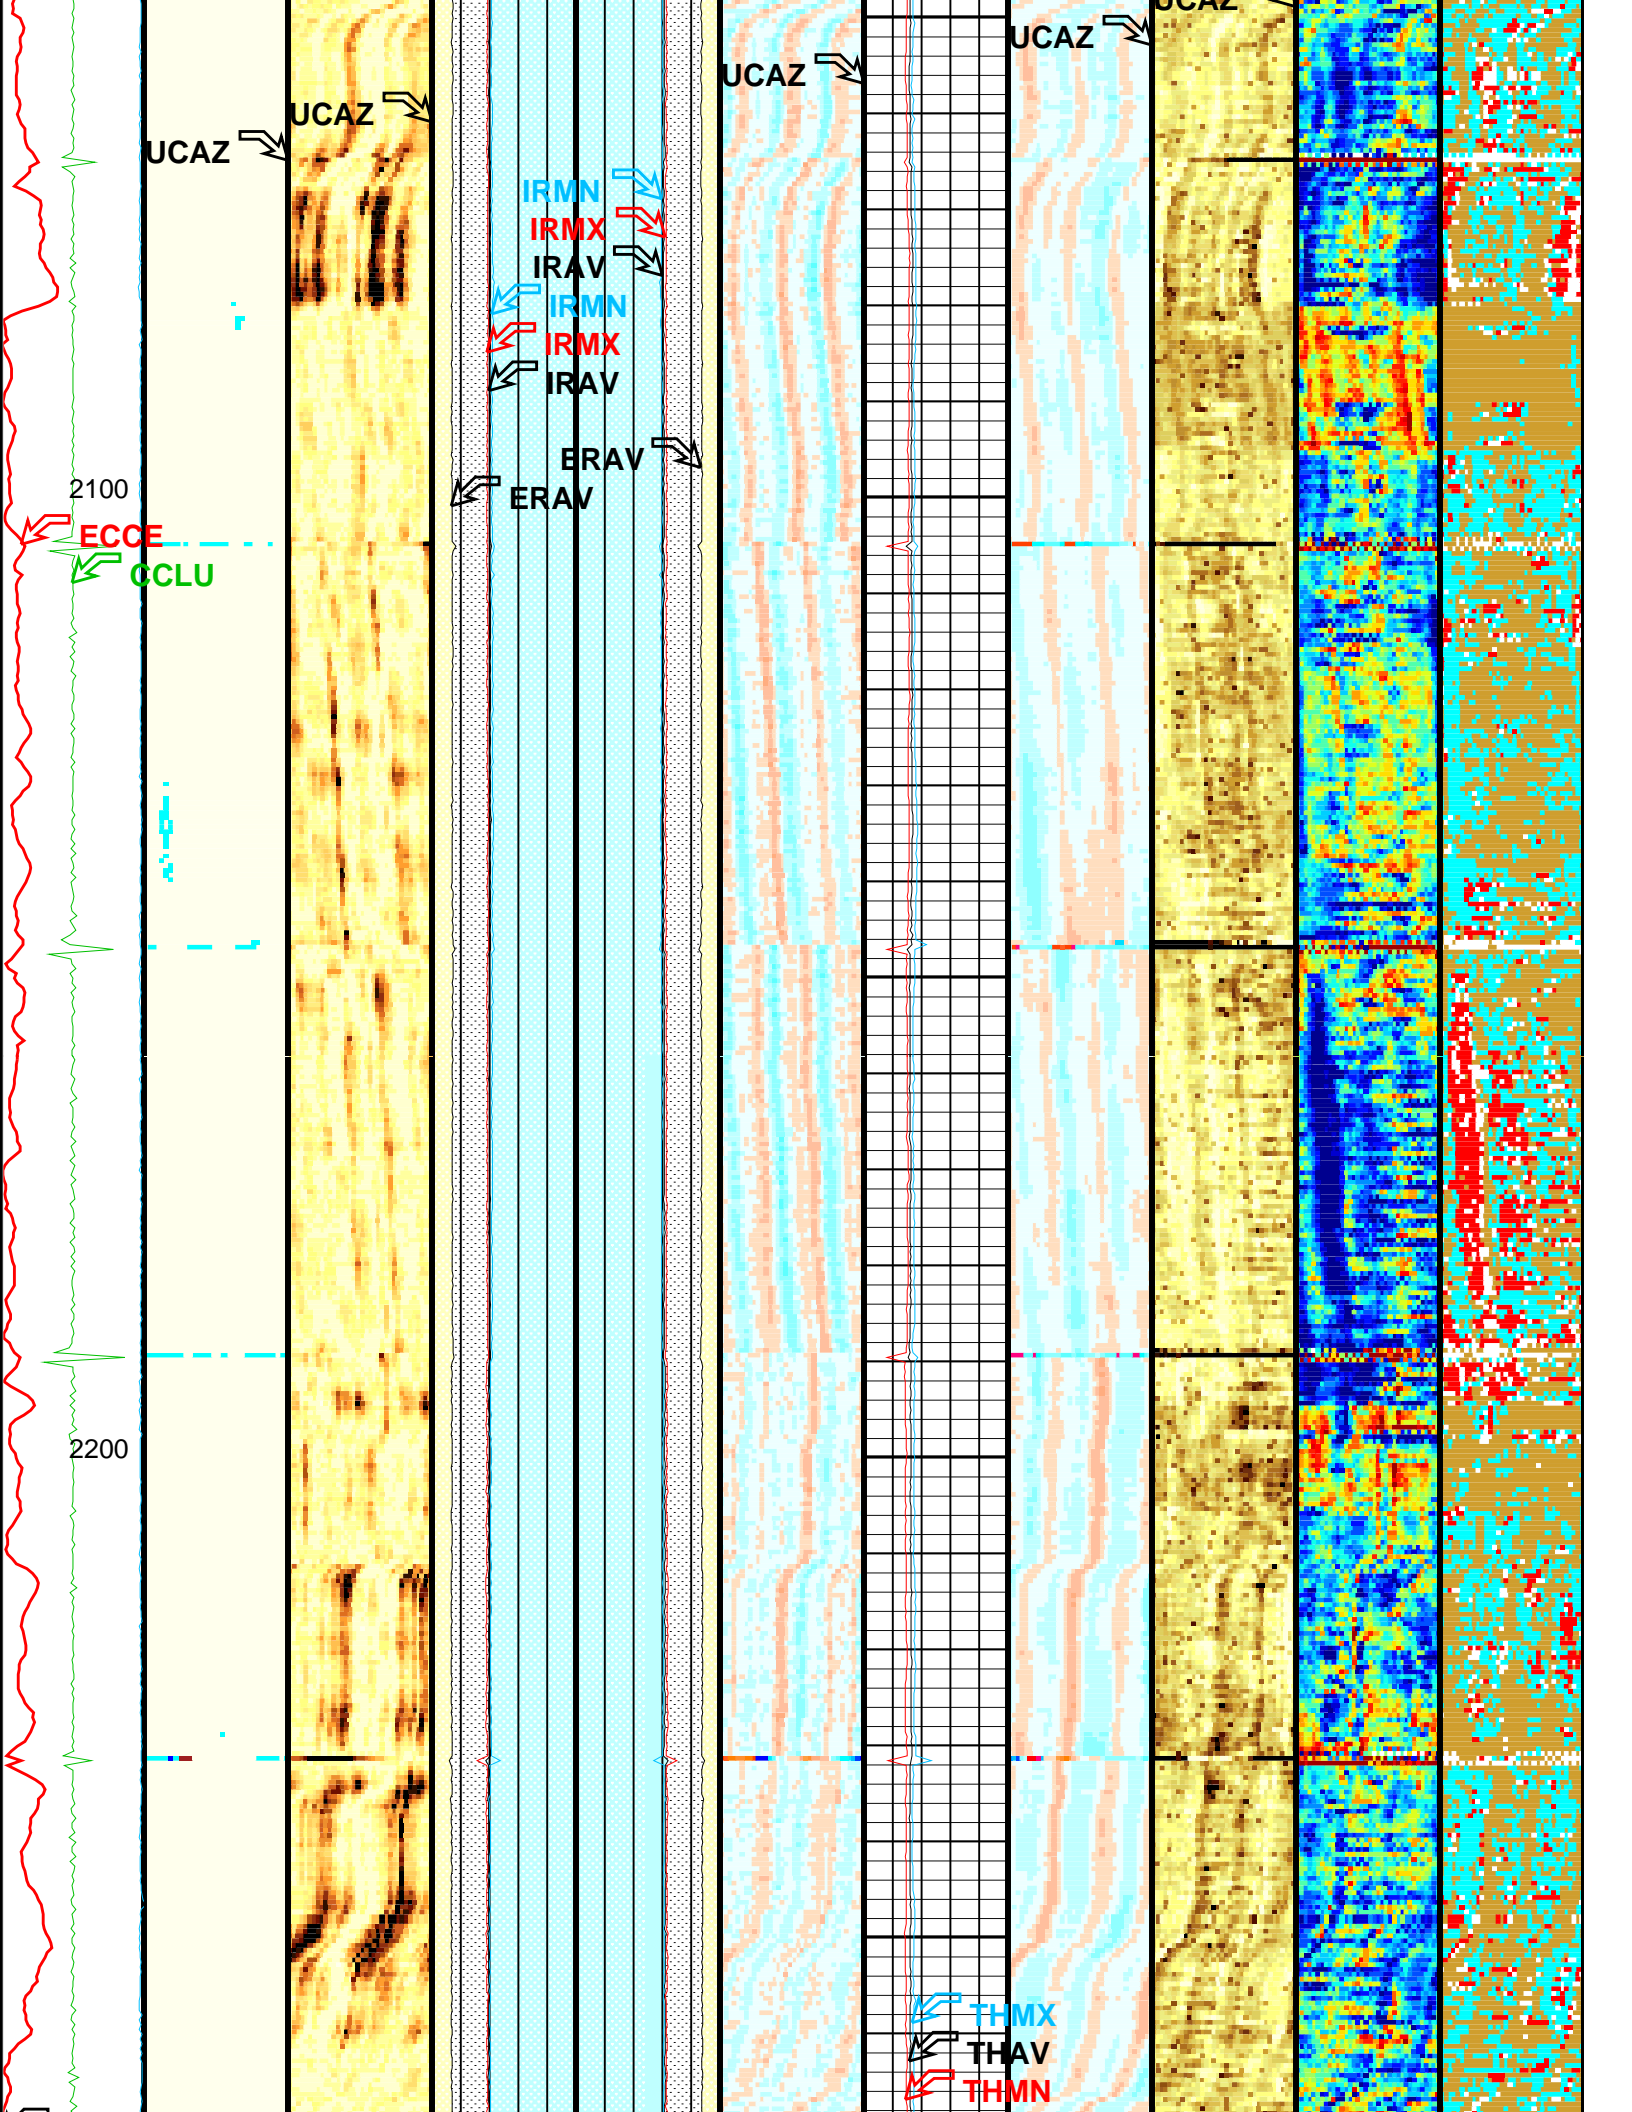 UCAZ
UCAZ
UCAZ
UCAZ
UCAZ
IRMN
IRMX
IRAV
IRMN
IRMX
IRAV
ERAV
2100
ERAV
ECCE
CCLU
2200
THMX
THAV
THMN